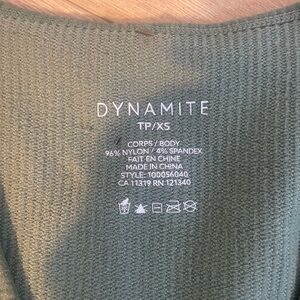 DYNAMITE
TP/XS
CORPS / BODY
96% NYLON / 4% SPANDEX
FAIT EN CHINE
MADE IN CHINA
STYLE: 100056040
CA 11319 RN 121340